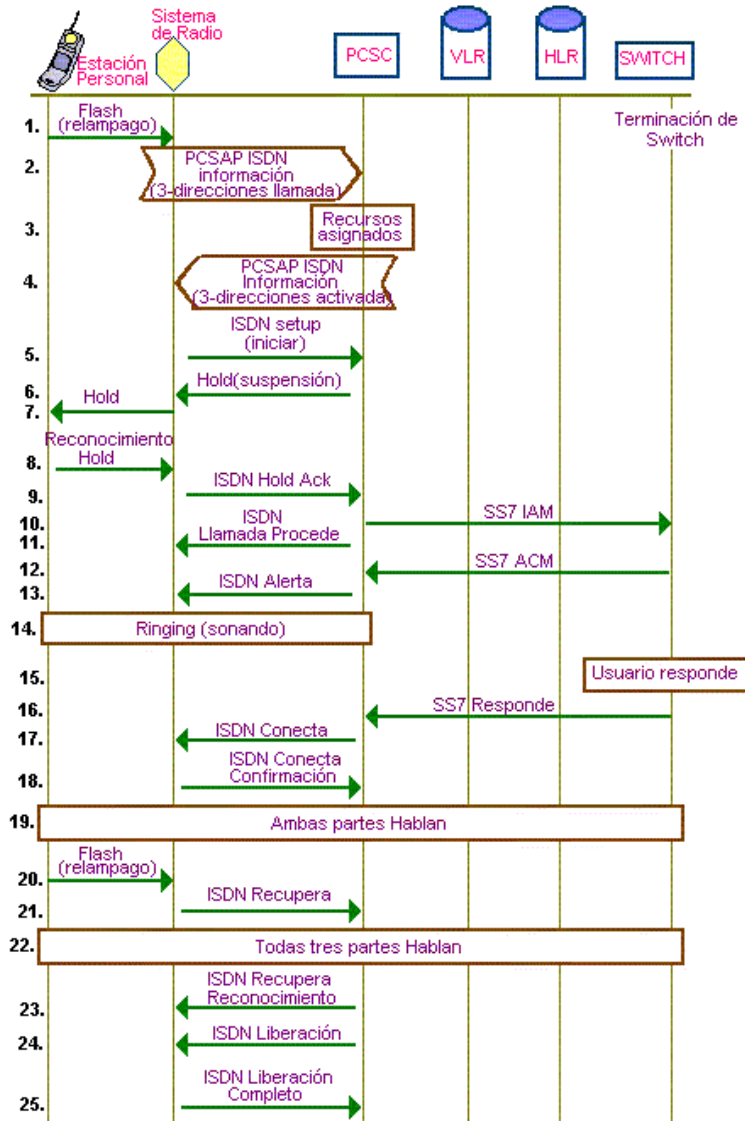 Sistema
de Radio
Estación
Personal
PCSC
VLR
HLR
SWITCH
Terminación de
Switch
1.
Flash
(relampago)
2.
PCSAP ISDN
información
(3-direcciones llamada)
3.
Recursos
asignados
4.
PCSAP ISDN
Información
(3-direcciones activada)
5.
ISDN setup
(iniciar)
6.
Hold(suspensión)
7.
Hold
8.
Reconocimiento
Hold
9.
ISDN Hold Ack
10.
SS7 IAM
11.
ISDN
Llamada Procede
12.
SS7 ACM
13.
ISDN Alerta
14.
Ringing (sonando)
15.
Usuario responde
16.
SS7 Responde
17.
ISDN Conecta
18.
ISDN Conecta
Confirmación
19.
Ambas partes Hablan
20.
Flash
(relampago)
21.
ISDN Recupera
22.
Todas tres partes Hablan
23.
ISDN Recupera
Reconocimiento
24.
ISDN Liberación
25.
ISDN Liberación
Completo